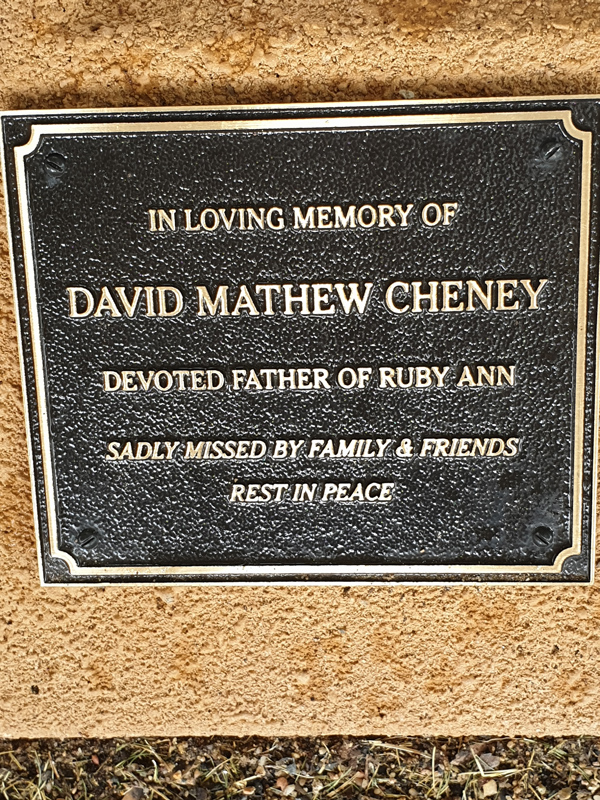 IN LOVING MEMORY OF
DAVID MATHEW CHENEY
DEVOTED FATHER OF RUBY ANN
SADLY MISSED BY FAMILY & FRIENDS
REST IN PEACE